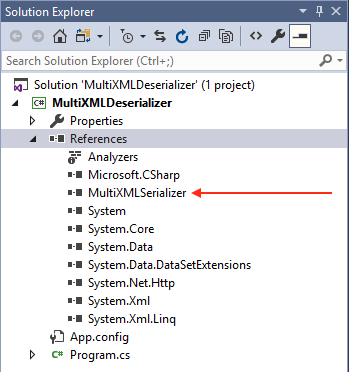 Solution Explorer
Search Solution Explorer (Ctrl+;)
Solution 'MultiXMLDeserializer' (1 project)
C# MultiXMLDeserializer
Properties
References
Analyzers
Microsoft.CSharp
MultiXMLSerializer
System
System.Core
System.Data
System.Data.DataSetExtensions
System.Net.Http
System.Xml
System.Xml.Linq
App.config
C# Program.cs